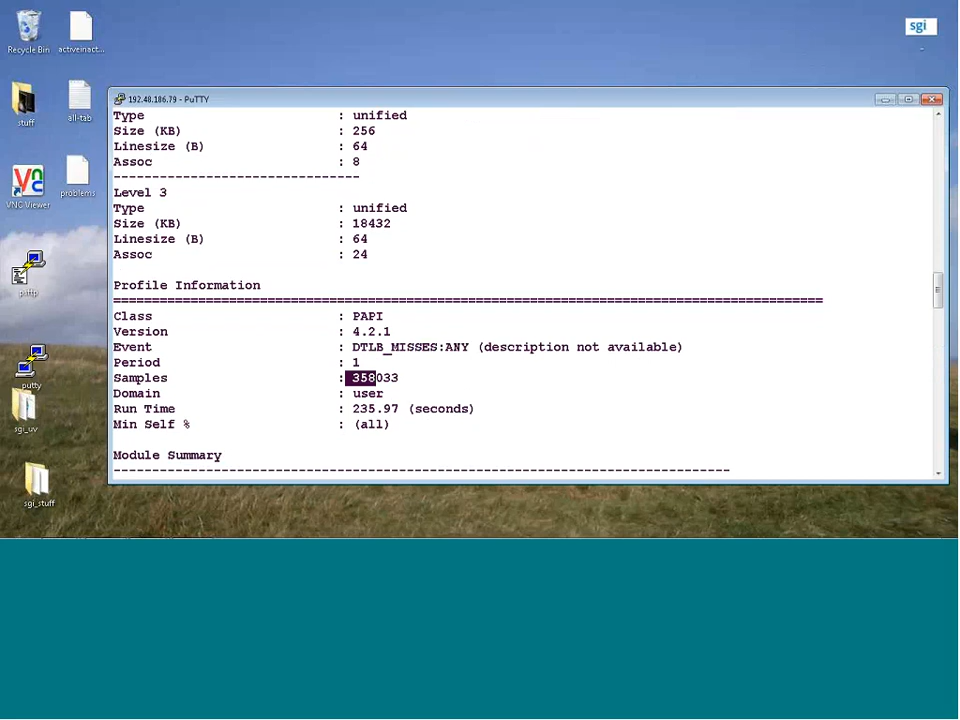 Recycle Bin
activeinact...
sgi
stuff
all-tab
VNC Viewer
problems
psftp
putty
sgi_uv
sgi_stuff
192.48.186.79 - PuTTY
Type : unified
Size (KB) : 256
Linesize (B) : 64
Assoc : 8
--------------------------------
Level 3
Type : unified
Size (KB) : 18432
Linesize (B) : 64
Assoc : 24
Profile Information
===========================================================================================
Class : PAPI
Version : 4.2.1
Event : DTLB_MISSES:ANY (description not available)
Period : 1
Samples : 358033
Domain : user
Run Time : 235.97 (seconds)
Min Self % : (all)
Module Summary
-------------------------------------------------------------------------------